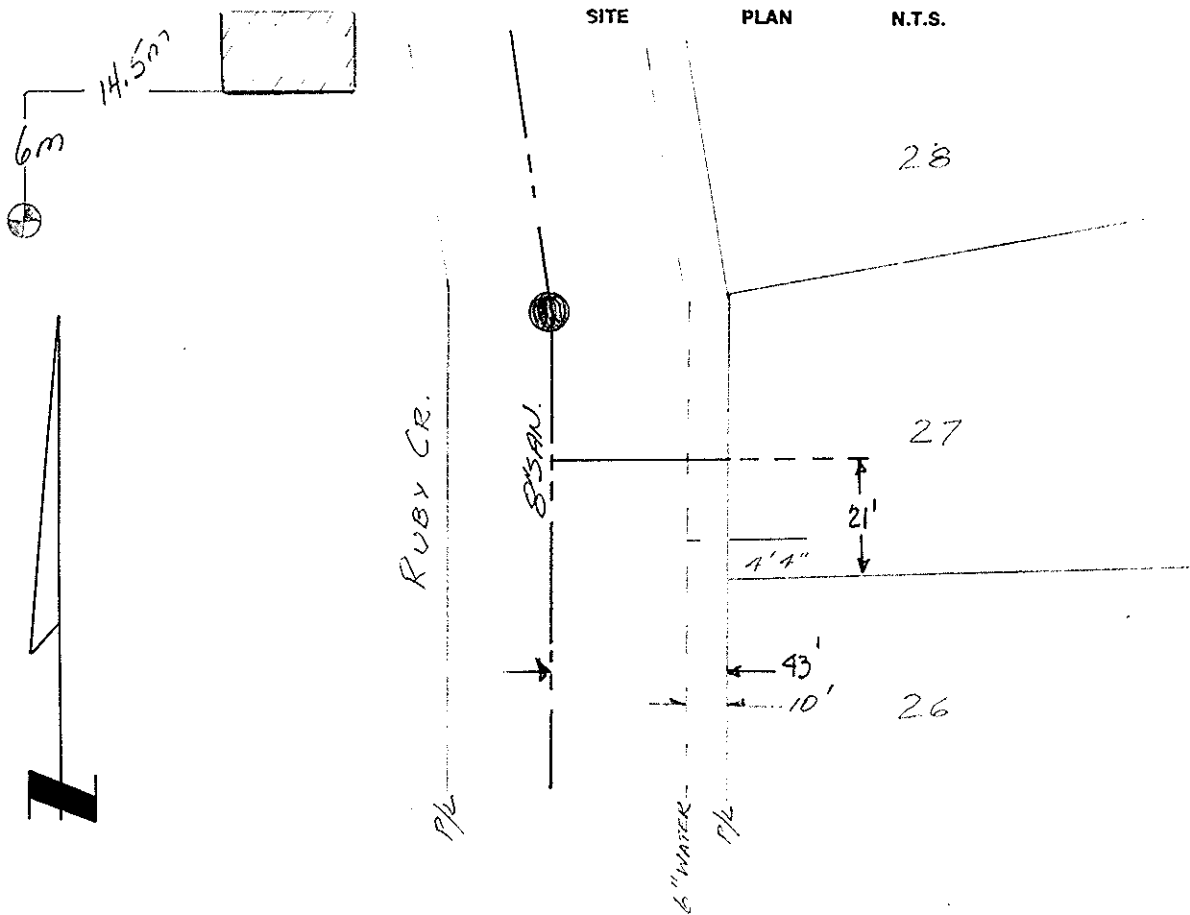 SITE PLAN N.T.S.
14.5m
6m
28
27
RUBY CR.
8"SAN.
21'
4'4"
43'
10'
26
P/L
6" WATER
P/L
N